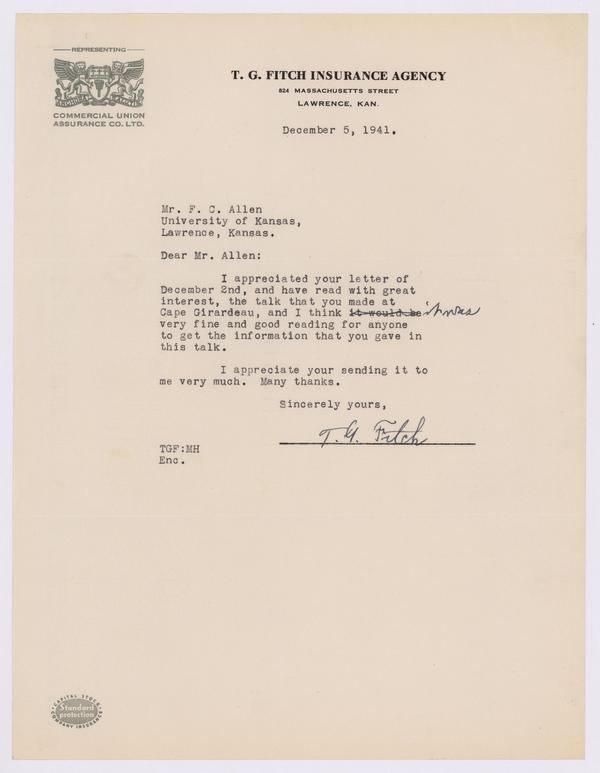 REPRESENTING
COMMERCIAL UNION
ASSURANCE CO. LTD.
T. G. FITCH INSURANCE AGENCY
824 MASSACHUSETTS STREET
LAWRENCE, KAN.
December 5, 1941.
Mr. F. C. Allen
University of Kansas,
Lawrence, Kansas.
Dear Mr. Allen:
I appreciated your letter of
December 2nd, and have read with great
interest, the talk that you made at
Cape Girardeau, and I think it would be it was
very fine and good reading for anyone
to get the information that you gave in
this talk.
I appreciate your sending it to
me very much. Many thanks.
Sincerely yours,
T. G. Fitch
TGF:MH
Enc.
CAPITAL STOCK
Standard
protection
COMPANY INSURANCE